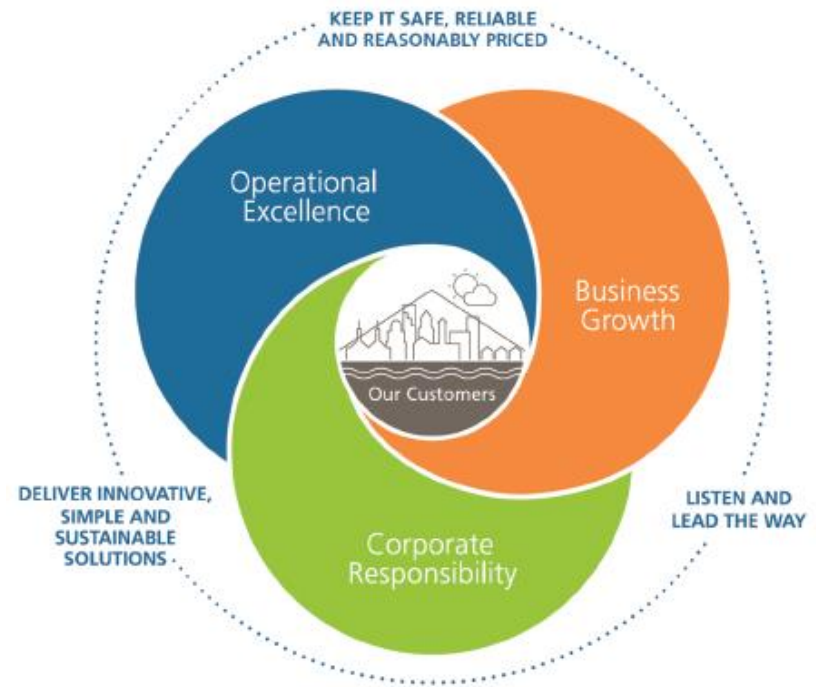 KEEP IT SAFE, RELIABLE
AND REASONABLY PRICED
Operational
Excellence
Business
Growth
Our Customers
DELIVER INNOVATIVE,
SIMPLE AND
SUSTAINABLE
SOLUTIONS
LISTEN AND
LEAD THE WAY
Corporate
Responsibility